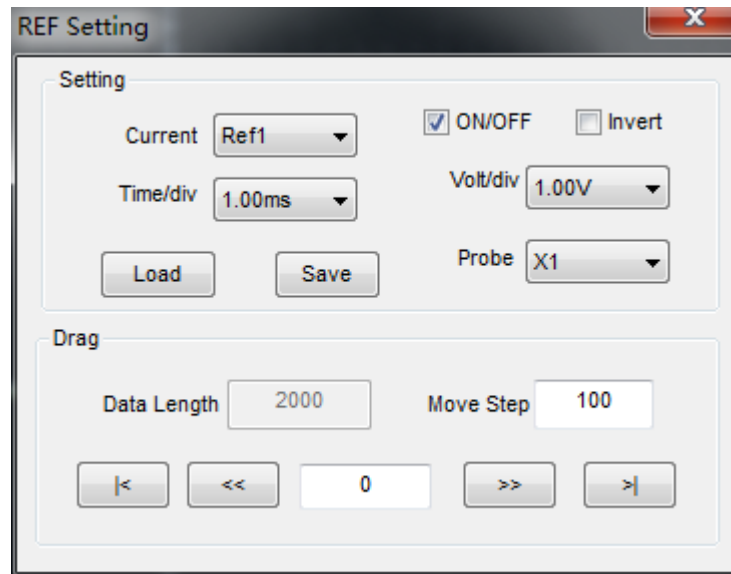 REF Setting
X
Setting
Current Ref1
ON/OFF Invert
Time/div 1.00ms
Volt/div 1.00V
Load Save
Probe X1
Drag
Data Length 2000 Move Step 100
|< << 0 >> >|